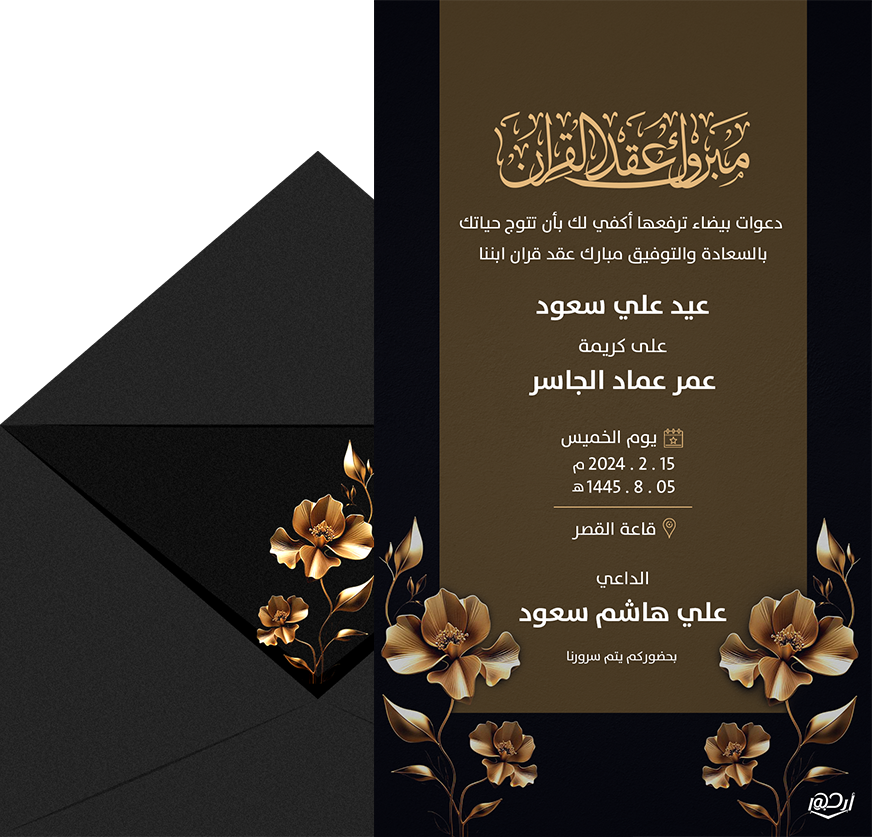 مبروك عقد القران
دعوات بيضاء ترفعها أكفي لك بأن تتوج حياتك
بالسعادة والتوفيق مبارك عقد قران ابننا
عيد علي سعود
على كريمة
عمر عماد الجاسر
يوم الخميس
15 . 2 . 2024 م
05 . 8 . 1445 هـ
قاعة القصر
الداعي
علي هاشم سعود
بحضوركم يتم سرورنا